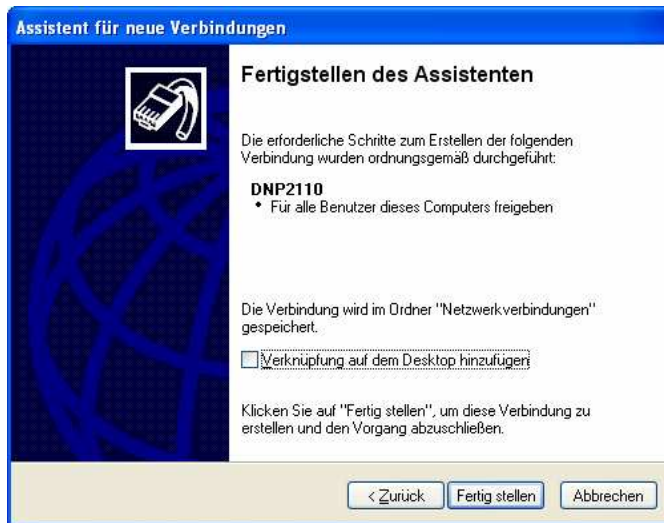 Assistent für neue Verbindungen
Fertigstellen des Assistenten
Die erforderliche Schritte zum Erstellen der folgenden
Verbindung wurden ordnungsgemäß durchgeführt:
DNP2110
• Für alle Benutzer dieses Computers freigeben
Die Verbindung wird im Ordner "Netzwerkverbindungen"
gespeichert.
Verknüpfung auf dem Desktop hinzufügen
Klicken Sie auf "Fertig stellen", um diese Verbindung zu
erstellen und den Vorgang abzuschließen.
< Zurück Fertig stellen Abbrechen